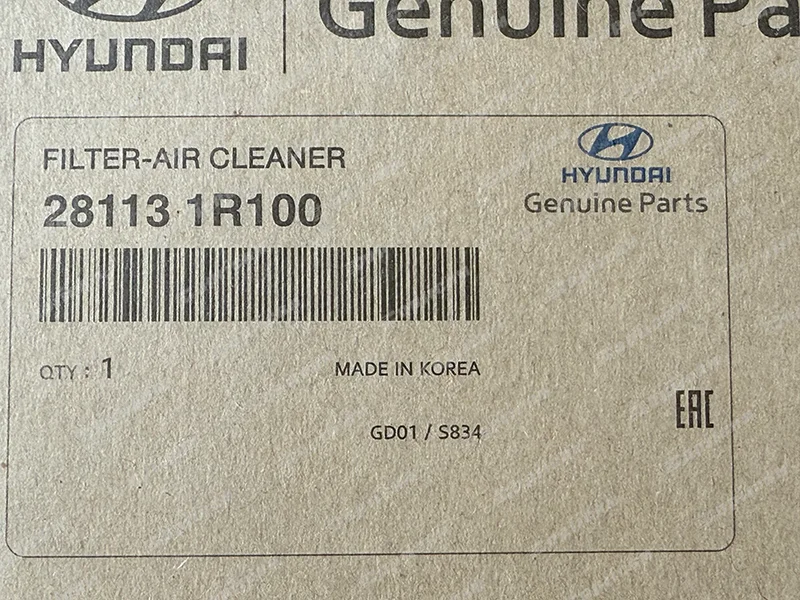 Genuine Pa
HYUNDAI
FILTER-AIR CLEANER
28113 1R100
HYUNDAI
Genuine Parts
QTY : 1
MADE IN KOREA
GD01 / S834
EAC